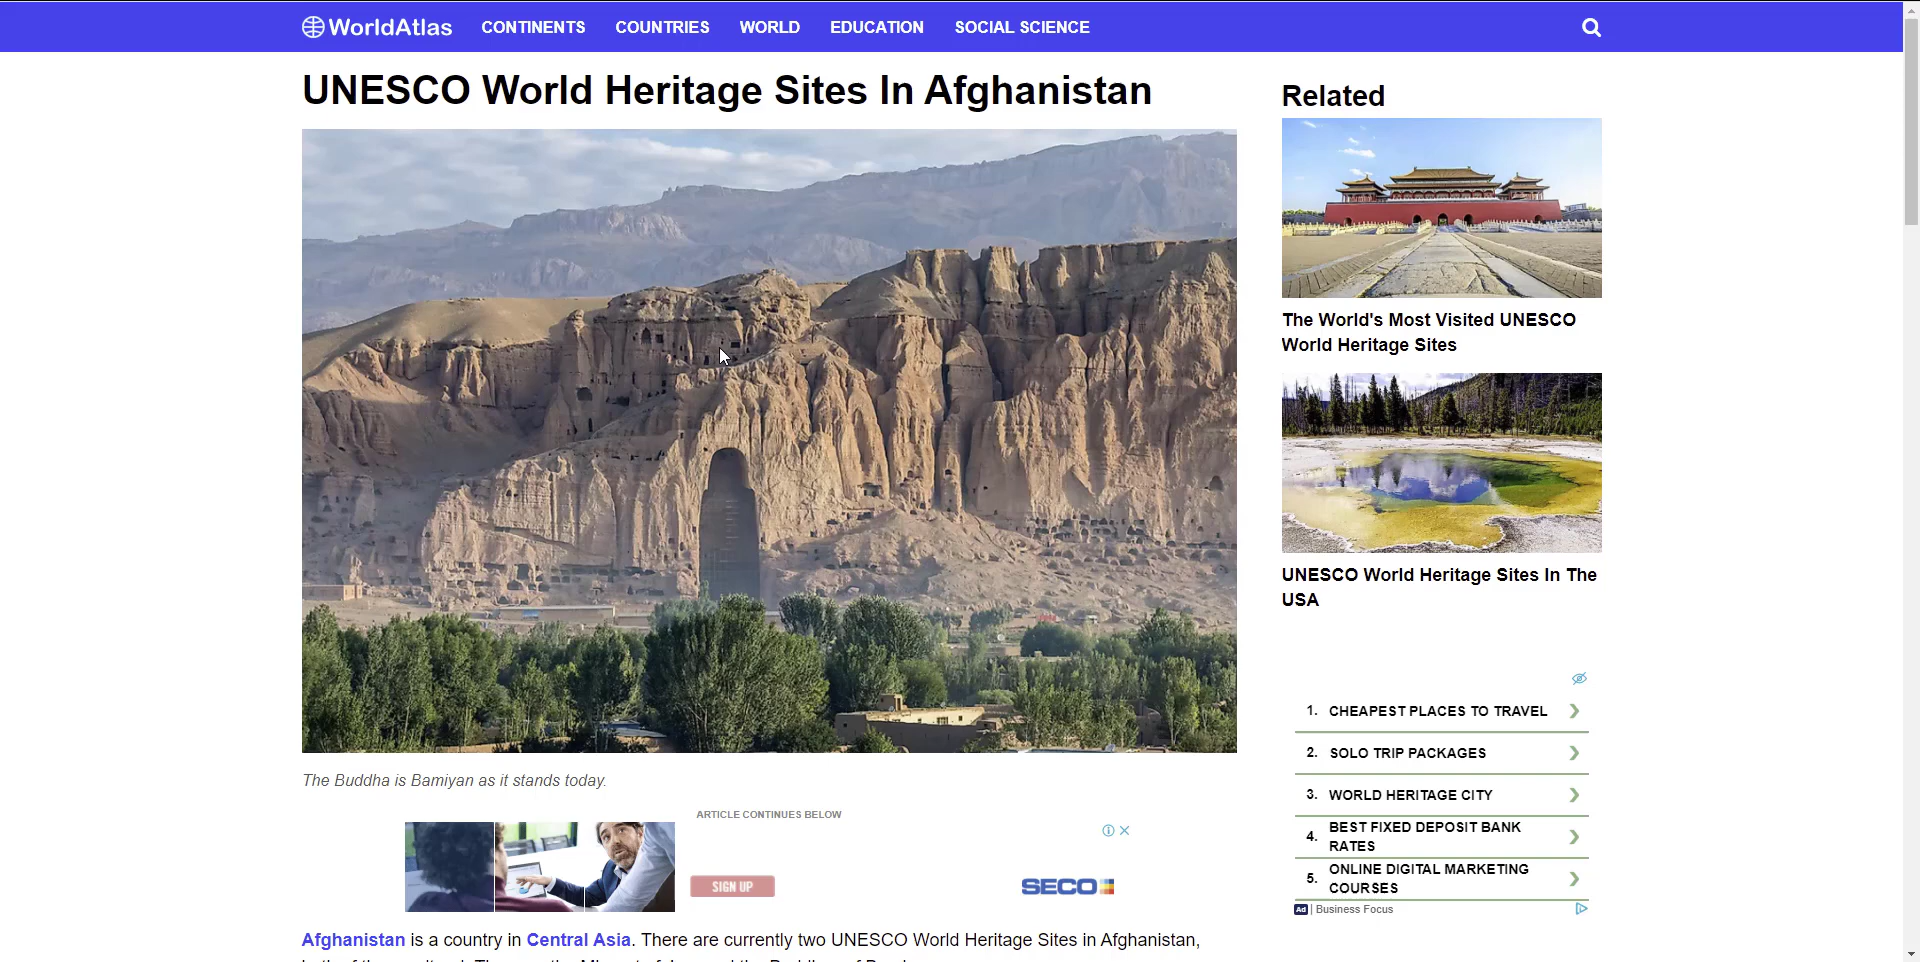 WorldAtlas CONTINENTS COUNTRIES WORLD EDUCATION SOCIAL SCIENCE
UNESCO World Heritage Sites In Afghanistan
The Buddha is Bamiyan as it stands today.
ARTICLE CONTINUES BELOW
SIGN UP
SECO
Afghanistan is a country in Central Asia. There are currently two UNESCO World Heritage Sites in Afghanistan,
Related
The World's Most Visited UNESCO
World Heritage Sites
UNESCO World Heritage Sites In The
USA
1. CHEAPEST PLACES TO TRAVEL
2. SOLO TRIP PACKAGES
3. WORLD HERITAGE CITY
4. BEST FIXED DEPOSIT BANK
RATES
5. ONLINE DIGITAL MARKETING
COURSES
Ad | Business Focus